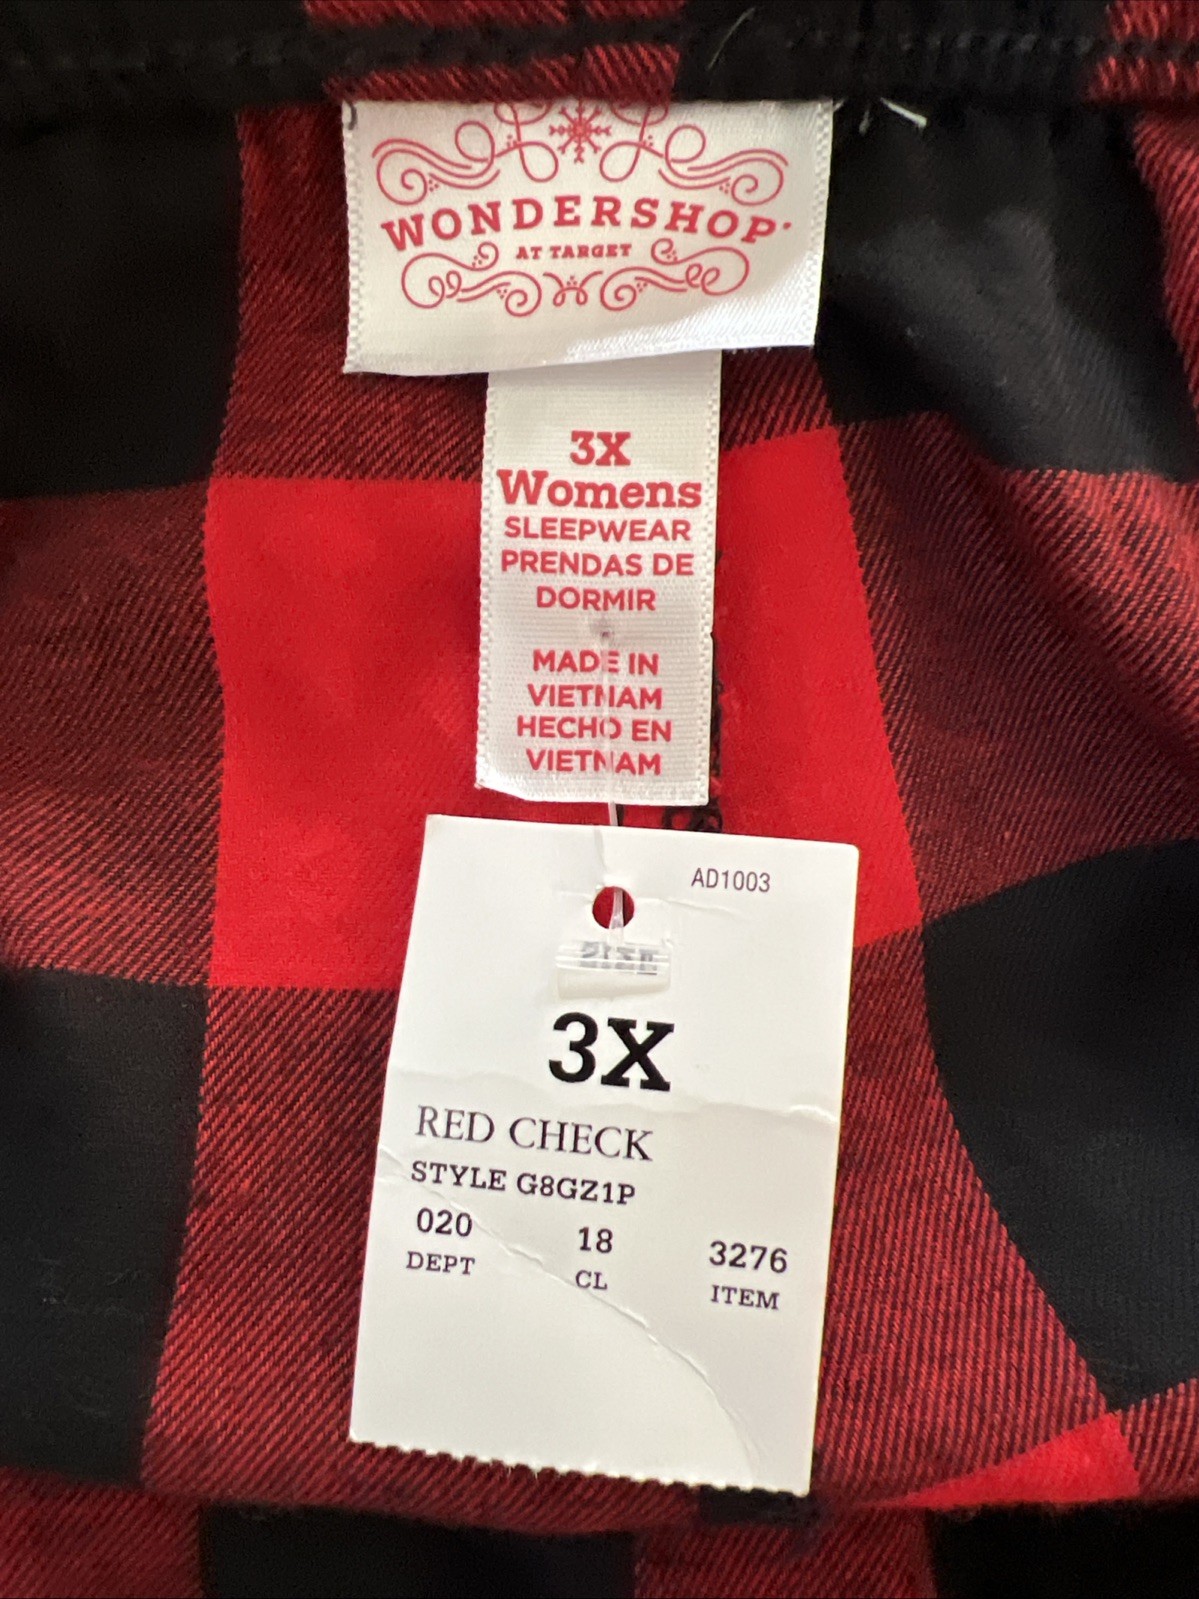 WONDERSHOP
AT TARGET
3X
Womens
SLEEPWEAR
PRENDAS DE
DORMIR
MADE IN
VIETNAM
HECHO EN
VIETNAM
AD1003
3X
RED CHECK
STYLE G8GZ1P
020 18 3276
DEPT CL ITEM